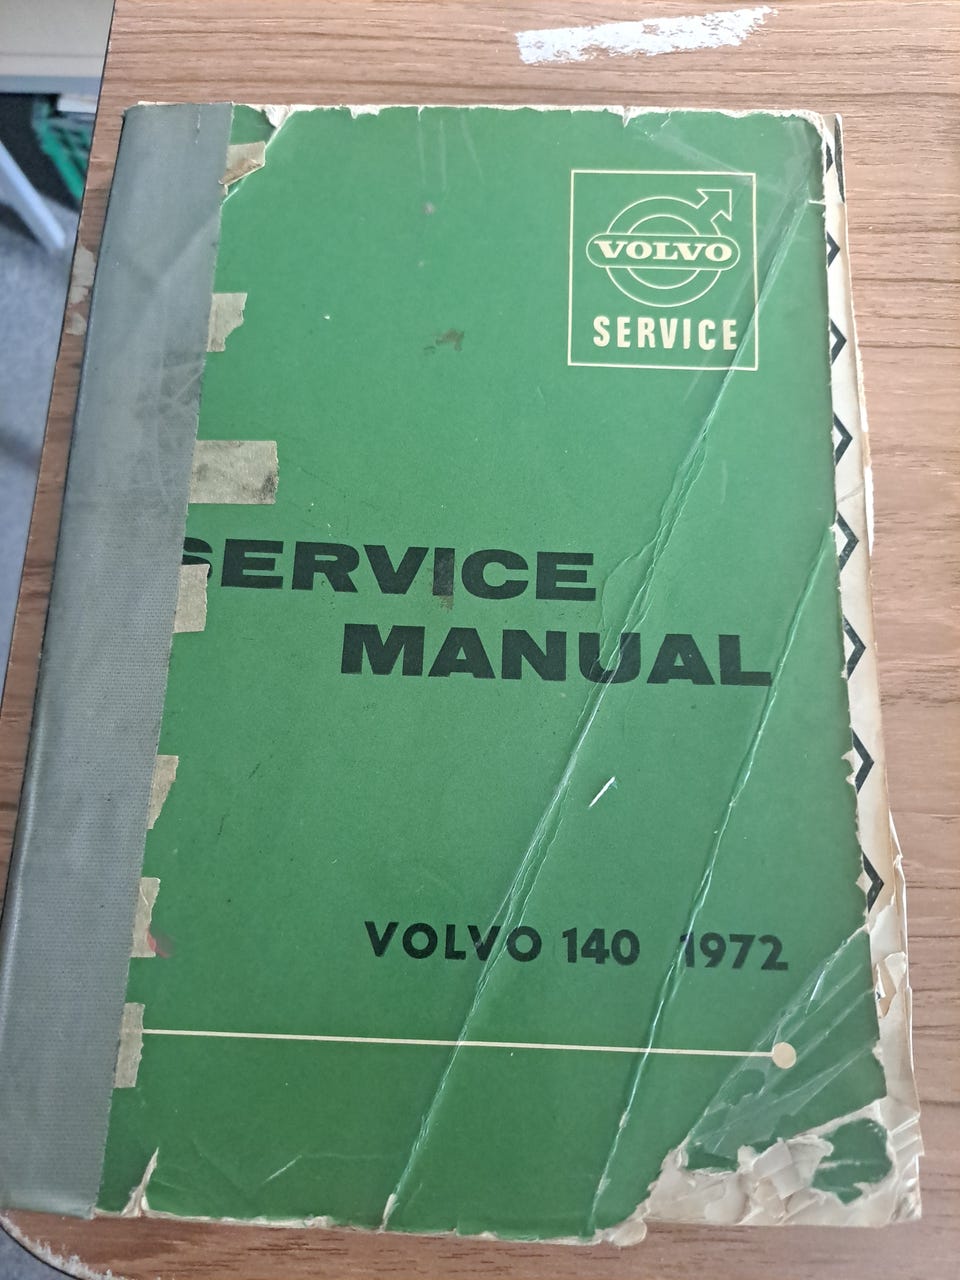 VOLVO
SERVICE
SERVICE
MANUAL
VOLVO 140 1972